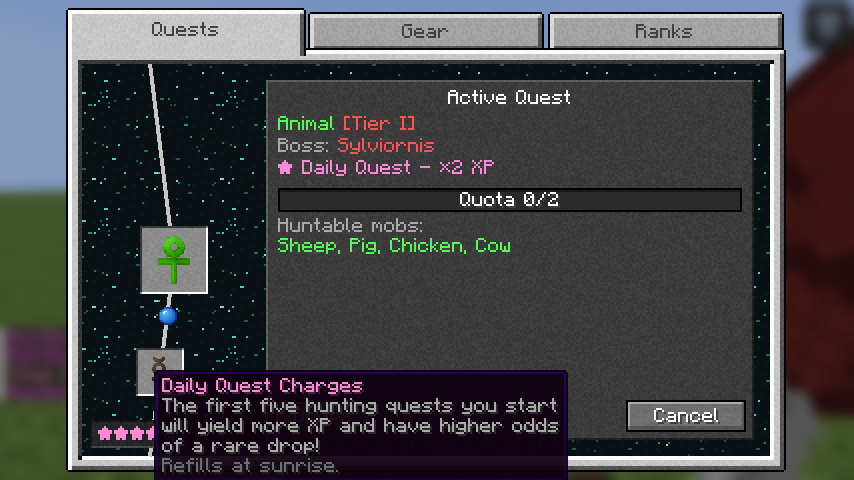 Quests
Gear
Ranks
Active Quest
Animal [Tier I]
Boss: Sylviornis
Daily Quest - x2 XP
Quota 0/2
Huntable mobs:
Sheep, Pig, Chicken, Cow
Daily Quest Charges
The first five hunting quests you start
will yield more XP and have higher odds
of a rare drop!
Refills at sunrise.
Cancel